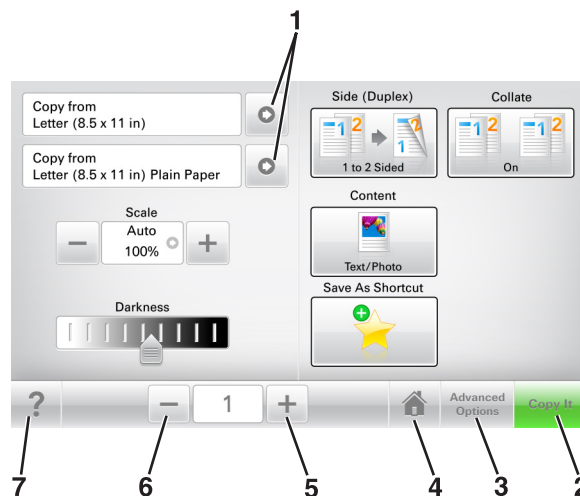 1
Copy from
Letter (8.5 x 11 in)
Copy from
Letter (8.5 x 11 in) Plain Paper
Scale
Auto
100%
Darkness
Side (Duplex)
1 2 1 2
1 to 2 Sided
Collate
1 2 1 2
On
Content
Text/Photo
Save As Shortcut
?
1
Advanced
Options
Copy It
7
6
5
4
3
2